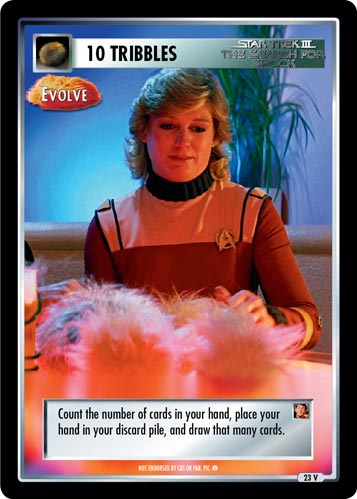 10 TRIBBLES
STAR TREK III
THE SEARCH FOR
SPOCK
EVOLVE
Count the number of cards in your hand, place your
hand in your discard pile, and draw that many cards.
NOT ENDORSED BY CBS OR PAR. PIC.
23 V